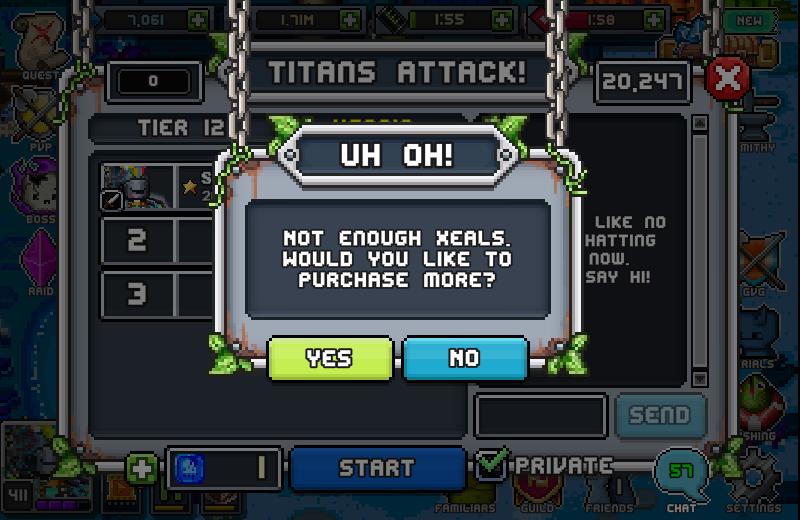 7,061
1.71M
1:55
1:58
NEW
QUEST
0
TITANS ATTACK!
20,247
TIER 12
PVP
BOSS
RAID
UH OH!
NOT ENOUGH XEALS.
WOULD YOU LIKE TO
PURCHASE MORE?
YES
NO
2
3
LIKE NO
HATTING
NOW.
SAY HI!
GVG
SEND
1
START
PRIVATE
411
57
FAMILIARS
GUILD
FRIENDS
CHAT
SETTINGS